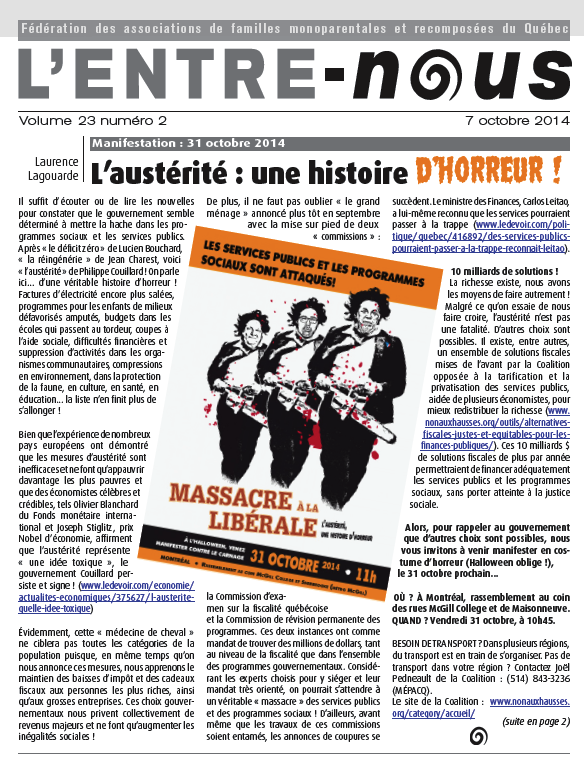 Fédération des associations de familles monoparentales et recomposées du Québec
L'ENTRE-nous
Volume 23 numéro 2
7 octobre 2014
Manifestation : 31 octobre 2014
Laurence
Lagouarde
L'austérité : une histoire D'HORREUR !
Il suffit d'écouter ou de lire les nouvelles
pour constater que le gouvernement semble
déterminé à mettre la hache dans les pro-
grammes sociaux et les services publics.
Après « le déficit zéro » de Lucien Bouchard,
« la réingénérie » de Jean Charest, voici
« l'austérité » de Philippe Couillard! On parle
ici... d'une véritable histoire d'horreur !
Factures d'électricité encore plus salées,
programmes pour les enfants de milieux
défavorisés amputés, budgets dans les
écoles qui passent au tordeur, coupes à
l'aide sociale, difficultés financières et
suppression d'activités dans les orga-
nismes communautaires, compressions
en environnement, dans la protection
de la faune, en culture, en santé, en
éducation... la liste n'en finit plus de
s'allonger !
Bien que l'expérience de nombreux
pays européens ont démontré
que les mesures d'austérité sont
inefficaces et ne font qu'appauvrir
davantage les plus pauvres et
que des économistes célèbres et
crédibles, tels Olivier Blanchard
du Fonds monétaire interna-
tional et Joseph Stiglitz, prix
Nobel d'économie, affirment
que l'austérité représente
« une idée toxique », le
gouvernement Couillard per-
siste et signe ! (www.ledevoir.com/economie/
actualites-economiques/375627/l-austerite-
quelle-idee-toxique)
Évidemment, cette « médecine de cheval »
ne ciblera pas toutes les catégories de la
population puisque, en même temps qu'on
nous annonce ces mesures, nous apprenons le
maintien des baisses d'impôt et des cadeaux
fiscaux aux personnes les plus riches, ainsi
qu'aux grosses entreprises. Ces choix gouver-
nementaux nous privent collectivement de
revenus majeurs et ne font qu'augmenter les
inégalités sociales !
De plus, il ne faut pas oublier « le grand
ménage » annoncé plus tôt en septembre
avec la mise sur pied de deux
« commissions » :
LES SERVICES PUBLICS ET LES PROGRAMMES
SOCIAUX SONT ATTAQUÉS!
MASSACRE À LA
LIBÉRALE
L'AUSTÉRITÉ,
UNE HISTOIRE D'HORREUR
À L'HALLOWEEN, VENEZ
MANIFESTER CONTRE LE CARNAGE
31 OCTOBRE 2014 • 11h
MONTRÉAL • Rassemblement au coin McGill College et Sherbrooke (métro McGill)
la Commission d'exa-
men sur la fiscalité québécoise
et la Commission de révision permanente des
programmes. Ces deux instances ont comme
mandat de trouver des millions de dollars, tant
au niveau de la fiscalité que dans l'ensemble
des programmes gouvernementaux. Considé-
rant les experts choisis pour y siéger et leur
mandat très orienté, on pourrait s'attendre à
un véritable « massacre » des services publics
et des programmes sociaux ! D'ailleurs, avant
même que les travaux de ces commissions
soient entamés, les annonces de coupures se
succèdent. Le ministre des Finances, Carlos Leitao,
a lui-même reconnu que les services pourraient
passer à la trappe (www.ledevoir.com/poli-
tique/quebec/416892/des-services-publics-
pourraient-passer-a-la-trappe-reconnait-leitao).
10 milliards de solutions !
La richesse existe, nous avons
les moyens de faire autrement !
Malgré ce qu'on essaie de nous
faire croire, l'austérité n'est pas
une fatalité. D'autres choix sont
possibles. Il existe, entre autres,
un ensemble de solutions fiscales
mises de l'avant par la Coalition
opposée à la tarification et la
privatisation des services publics,
aidée de plusieurs économistes, pour
mieux redistribuer la richesse (www.
nonauxhausses.org/outils/alternatives-
fiscales-justes-et-equitables-pour-les-
finances-publiques/). Ces 10 milliards $
de solutions fiscales de plus par année
permettraient de financer adéquatement
les services publics et les programmes
sociaux, sans porter atteinte à la justice
sociale.
Alors, pour rappeler au gouvernement
que d'autres choix sont possibles, nous
vous invitons à venir manifester en cos-
tume d'horreur (Halloween oblige !),
le 31 octobre prochain...
OÙ ? À Montréal, rassemblement au coin
des rues McGill College et de Maisonneuve.
QUAND ? Vendredi 31 octobre, à 10h45.
BESOIN DE TRANSPORT ? Dans plusieurs régions,
du transport est en train de s'organiser. Pas de
transport dans votre région ? Contactez Joël
Pedneault de la Coalition : (514) 843-3236
(MÉPACQ).
Le site de la Coalition : www.nonauxhausses.
org/category/accueil/
(suite en page 2)